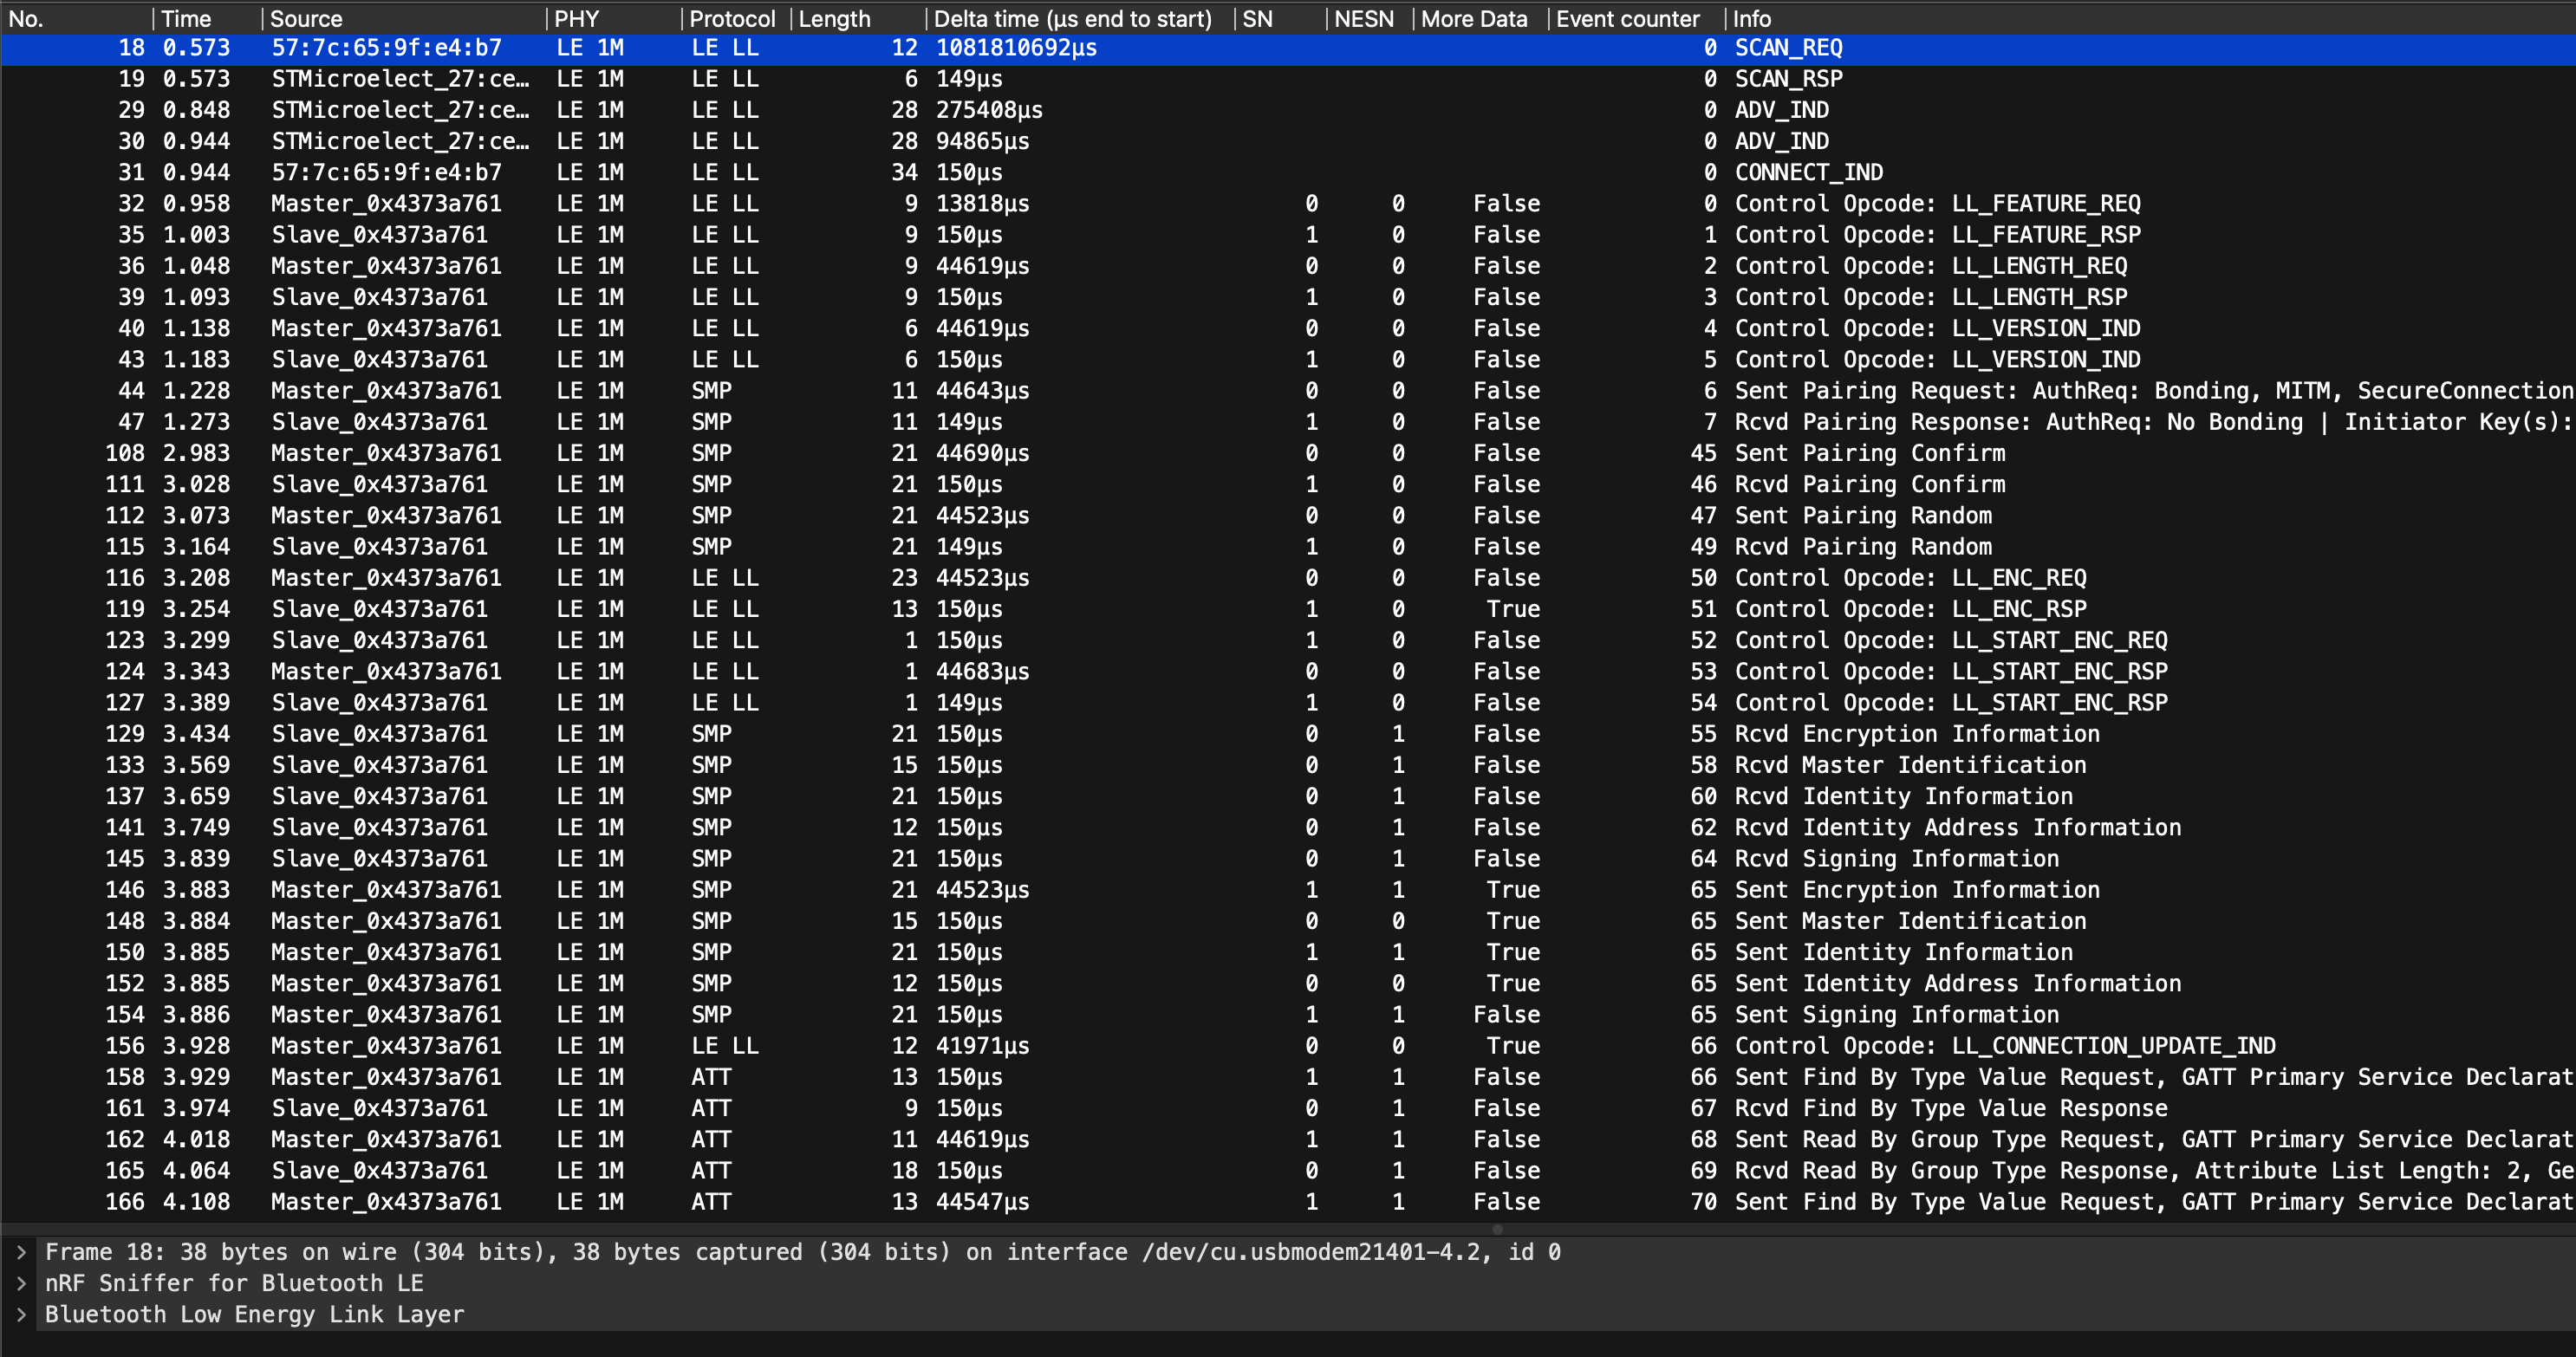 No. Time Source PHY Protocol Length Delta time (µs end to start) SN NESN More Data Event counter Info
18 0.573 57:7c:65:9f:e4:b7 LE 1M LE LL 12 1081810692µs 0 SCAN_REQ
19 0.573 STMicroelect_27:ce… LE 1M LE LL 6 149µs 0 SCAN_RSP
29 0.848 STMicroelect_27:ce… LE 1M LE LL 28 275408µs 0 ADV_IND
30 0.944 STMicroelect_27:ce… LE 1M LE LL 28 94865µs 0 ADV_IND
31 0.944 57:7c:65:9f:e4:b7 LE 1M LE LL 34 150µs 0 CONNECT_IND
32 0.958 Master_0x4373a761 LE 1M LE LL 9 13818µs 0 0 False 0 Control Opcode: LL_FEATURE_REQ
35 1.003 Slave_0x4373a761 LE 1M LE LL 9 150µs 1 0 False 1 Control Opcode: LL_FEATURE_RSP
36 1.048 Master_0x4373a761 LE 1M LE LL 9 44619µs 0 0 False 2 Control Opcode: LL_LENGTH_REQ
39 1.093 Slave_0x4373a761 LE 1M LE LL 9 150µs 1 0 False 3 Control Opcode: LL_LENGTH_RSP
40 1.138 Master_0x4373a761 LE 1M LE LL 6 44619µs 0 0 False 4 Control Opcode: LL_VERSION_IND
43 1.183 Slave_0x4373a761 LE 1M LE LL 6 150µs 1 0 False 5 Control Opcode: LL_VERSION_IND
44 1.228 Master_0x4373a761 LE 1M SMP 11 44643µs 0 0 False 6 Sent Pairing Request: AuthReq: Bonding, MITM, SecureConnection
47 1.273 Slave_0x4373a761 LE 1M SMP 11 149µs 1 0 False 7 Rcvd Pairing Response: AuthReq: No Bonding | Initiator Key(s):
108 2.983 Master_0x4373a761 LE 1M SMP 21 44690µs 0 0 False 45 Sent Pairing Confirm
111 3.028 Slave_0x4373a761 LE 1M SMP 21 150µs 1 0 False 46 Rcvd Pairing Confirm
112 3.073 Master_0x4373a761 LE 1M SMP 21 44523µs 0 0 False 47 Sent Pairing Random
115 3.164 Slave_0x4373a761 LE 1M SMP 21 149µs 1 0 False 49 Rcvd Pairing Random
116 3.208 Master_0x4373a761 LE 1M LE LL 23 44523µs 0 0 False 50 Control Opcode: LL_ENC_REQ
119 3.254 Slave_0x4373a761 LE 1M LE LL 13 150µs 1 0 True 51 Control Opcode: LL_ENC_RSP
123 3.299 Slave_0x4373a761 LE 1M LE LL 1 150µs 1 0 False 52 Control Opcode: LL_START_ENC_REQ
124 3.343 Master_0x4373a761 LE 1M LE LL 1 44683µs 0 0 False 53 Control Opcode: LL_START_ENC_RSP
127 3.389 Slave_0x4373a761 LE 1M LE LL 1 149µs 1 0 False 54 Control Opcode: LL_START_ENC_RSP
129 3.434 Slave_0x4373a761 LE 1M SMP 21 150µs 0 1 False 55 Rcvd Encryption Information
133 3.569 Slave_0x4373a761 LE 1M SMP 15 150µs 0 1 False 58 Rcvd Master Identification
137 3.659 Slave_0x4373a761 LE 1M SMP 21 150µs 0 1 False 60 Rcvd Identity Information
141 3.749 Slave_0x4373a761 LE 1M SMP 12 150µs 0 1 False 62 Rcvd Identity Address Information
145 3.839 Slave_0x4373a761 LE 1M SMP 21 150µs 0 1 False 64 Rcvd Signing Information
146 3.883 Master_0x4373a761 LE 1M SMP 21 44523µs 1 1 True 65 Sent Encryption Information
148 3.884 Master_0x4373a761 LE 1M SMP 15 150µs 0 0 True 65 Sent Master Identification
150 3.885 Master_0x4373a761 LE 1M SMP 21 150µs 1 1 True 65 Sent Identity Information
152 3.885 Master_0x4373a761 LE 1M SMP 12 150µs 0 0 True 65 Sent Identity Address Information
154 3.886 Master_0x4373a761 LE 1M SMP 21 150µs 1 1 False 65 Sent Signing Information
156 3.928 Master_0x4373a761 LE 1M LE LL 12 41971µs 0 0 True 66 Control Opcode: LL_CONNECTION_UPDATE_IND
158 3.929 Master_0x4373a761 LE 1M ATT 13 150µs 1 1 False 66 Sent Find By Type Value Request, GATT Primary Service Declarat
161 3.974 Slave_0x4373a761 LE 1M ATT 9 150µs 0 1 False 67 Rcvd Find By Type Value Response
162 4.018 Master_0x4373a761 LE 1M ATT 11 44619µs 1 1 False 68 Sent Read By Group Type Request, GATT Primary Service Declarat
165 4.064 Slave_0x4373a761 LE 1M ATT 18 150µs 0 1 False 69 Rcvd Read By Group Type Response, Attribute List Length: 2, Ge
166 4.108 Master_0x4373a761 LE 1M ATT 13 44547µs 1 1 False 70 Sent Find By Type Value Request, GATT Primary Service Declarat
Frame 18: 38 bytes on wire (304 bits), 38 bytes captured (304 bits) on interface /dev/cu.usbmodem21401-4.2, id 0
nRF Sniffer for Bluetooth LE
Bluetooth Low Energy Link Layer